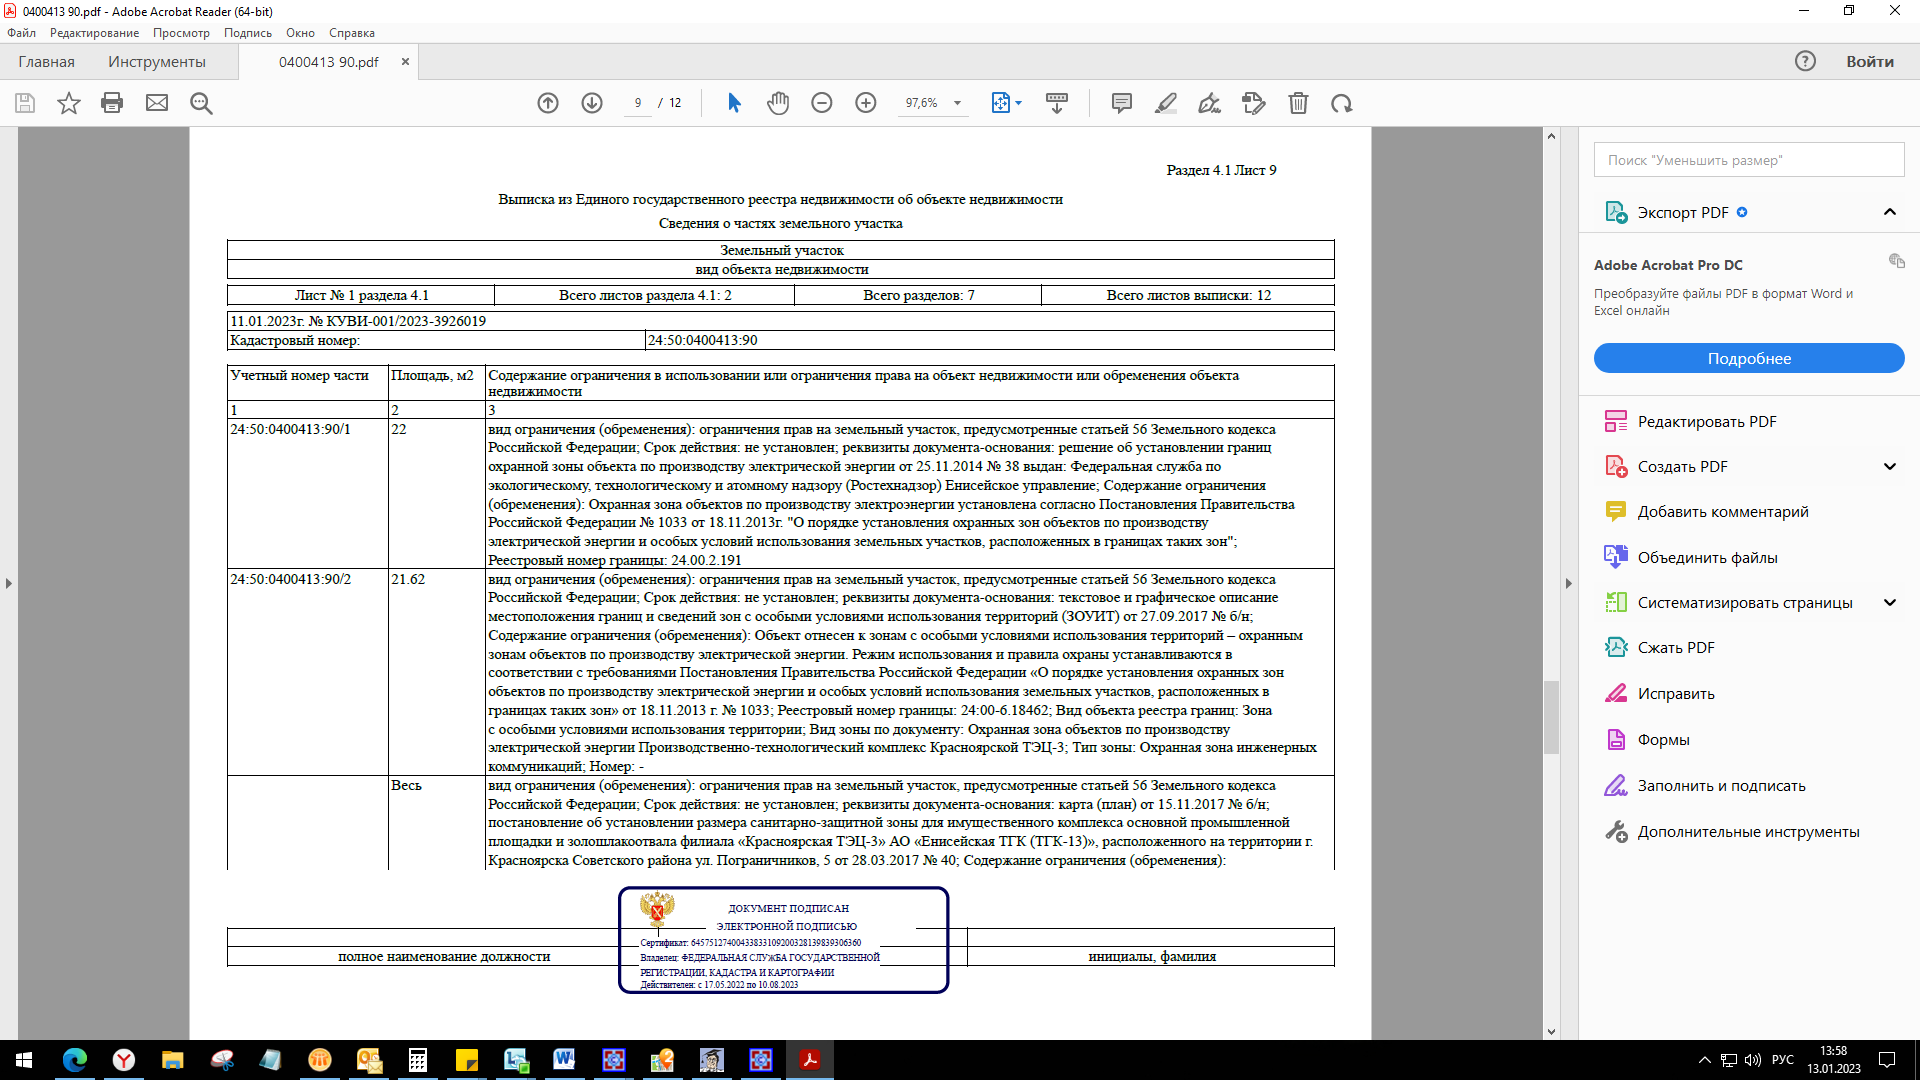 0400413 90.pdf - Adobe Acrobat Reader (64-bit)
Файл Редактирование Просмотр Подпись Окно Справка
Главная Инструменты 0400413 90.pdf Войти
9 / 12 97,6%
Раздел 4.1 Лист 9
Выписка из Единого государственного реестра недвижимости об объекте недвижимости
Сведения о частях земельного участка
Земельный участок
вид объекта недвижимости
Лист № 1 раздела 4.1 Всего листов раздела 4.1: 2 Всего разделов: 7 Всего листов выписки: 12
11.01.2023г. № КУВИ-001/2023-3926019
Кадастровый номер: 24:50:0400413:90
Учетный номер части Площадь, м2 Содержание ограничения в использовании или ограничения права на объект недвижимости или обременения объекта
недвижимости
1 2 3
24:50:0400413:90/1 22 вид ограничения (обременения): ограничения прав на земельный участок, предусмотренные статьей 56 Земельного кодекса
Российской Федерации; Срок действия: не установлен; реквизиты документа-основания: решение об установлении границ
охранной зоны объекта по производству электрической энергии от 25.11.2014 № 38 выдан: Федеральная служба по
экологическому, технологическому и атомному надзору (Ростехнадзор) Енисейское управление; Содержание ограничения
(обременения): Охранная зона объектов по производству электроэнергии установлена согласно Постановления Правительства
Российской Федерации № 1033 от 18.11.2013г. "О порядке установления охранных зон объектов по производству
электрической энергии и особых условий использования земельных участков, расположенных в границах таких зон";
Реестровый номер границы: 24.00.2.191
24:50:0400413:90/2 21.62 вид ограничения (обременения): ограничения прав на земельный участок, предусмотренные статьей 56 Земельного кодекса
Российской Федерации; Срок действия: не установлен; реквизиты документа-основания: текстовое и графическое описание
местоположения границ и сведений зон с особыми условиями использования территорий (ЗОУИТ) от 27.09.2017 № б/н;
Содержание ограничения (обременения): Объект отнесен к зонам с особыми условиями использования территорий – охранным
зонам объектов по производству электрической энергии. Режим использования и правила охраны устанавливаются в
соответствии с требованиями Постановления Правительства Российской Федерации «О порядке установления охранных зон
объектов по производству электрической энергии и особых условий использования земельных участков, расположенных в
границах таких зон» от 18.11.2013 г. № 1033; Реестровый номер границы: 24:00-6.18462; Вид объекта реестра границ: Зона
с особыми условиями использования территории; Вид зоны по документу: Охранная зона объектов по производству
электрической энергии Производственно-технологический комплекс Красноярской ТЭЦ-3; Тип зоны: Охранная зона инженерных
коммуникаций; Номер: -
Весь вид ограничения (обременения): ограничения прав на земельный участок, предусмотренные статьей 56 Земельного кодекса
Российской Федерации; Срок действия: не установлен; реквизиты документа-основания: карта (план) от 15.11.2017 № б/н;
постановление об установлении размера санитарно-защитной зоны для имущественного комплекса основной промышленной
площадки и золошлакоотвала филиала «Красноярская ТЭЦ-3» АО «Енисейская ТГК (ТГК-13)», расположенного на территории г.
Красноярска Советского района ул. Пограничников, 5 от 28.03.2017 № 40; Содержание ограничения (обременения):
ДОКУМЕНТ ПОДПИСАН
ЭЛЕКТРОННОЙ ПОДПИСЬЮ
Сертификат: 64575127400433833109200328139839306360
Владелец: ФЕДЕРАЛЬНАЯ СЛУЖБА ГОСУДАРСТВЕННОЙ
РЕГИСТРАЦИИ, КАДАСТРА И КАРТОГРАФИИ
Действителен: с 17.05.2022 по 10.08.2023
полное наименование должности инициалы, фамилия
Поиск "Уменьшить размер"
Экспорт PDF
Adobe Acrobat Pro DC
Преобразуйте файлы PDF в формат Word и
Excel онлайн
Подробнее
Редактировать PDF
Создать PDF
Добавить комментарий
Объединить файлы
Систематизировать страницы
Сжать PDF
Исправить
Формы
Заполнить и подписать
Дополнительные инструменты
РУС
13:58
13.01.2023